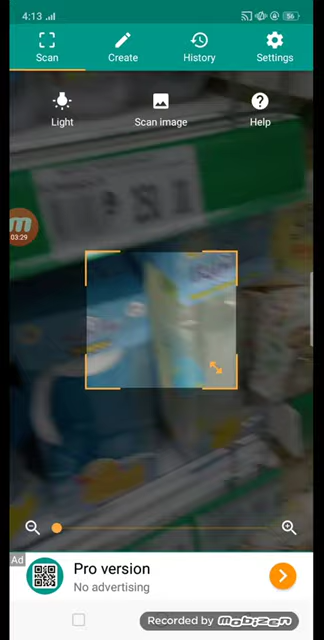 4:13
56
Scan
Create
History
Settings
Light
Scan image
Help
M
03:29
Ad
Pro version
No advertising
Recorded by MOBIZEN